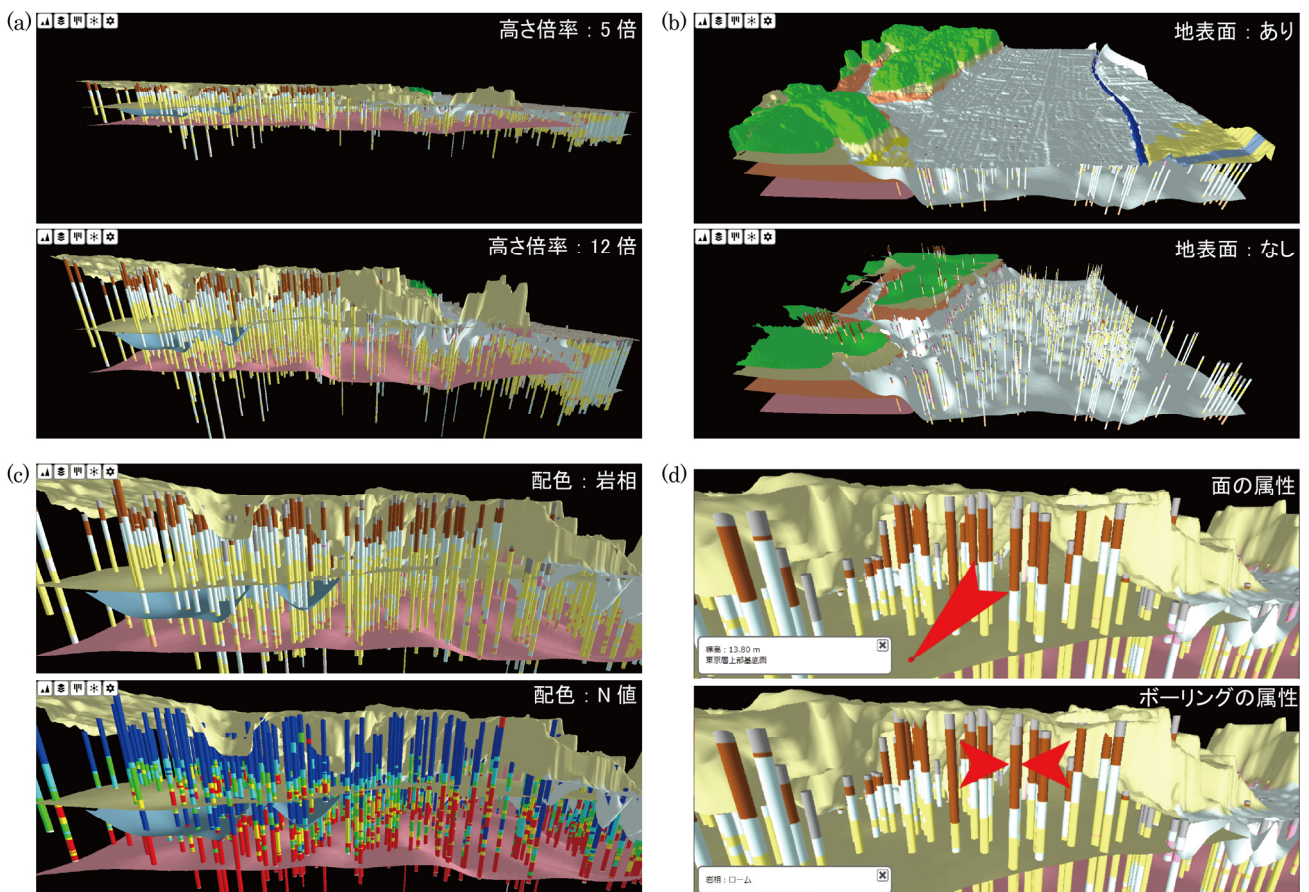 (a)
高さ倍率：5 倍
高さ倍率：12 倍
(b)
地表面：あり
地表面：なし
(c)
配色：岩相
配色：N 値
(d)
面の属性
標高：13.80 m
東京層上部基底面
ボーリングの属性
岩相：ローム